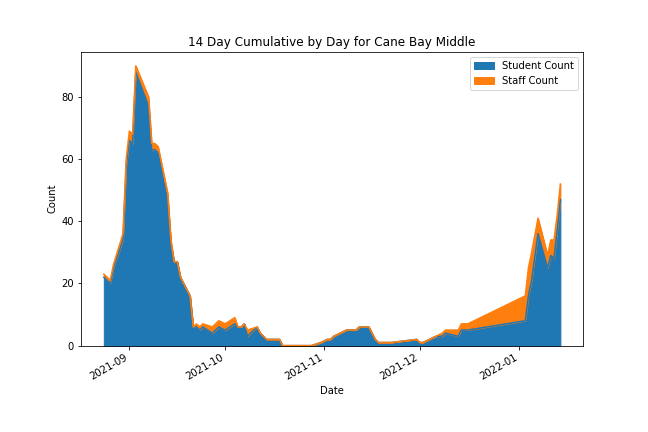 14 Day Cumulative by Day for Cane Bay Middle
Student Count
Staff Count
80
60
40
20
0
Count
2021-09
2021-10
2021-11
2021-12
2022-01
Date